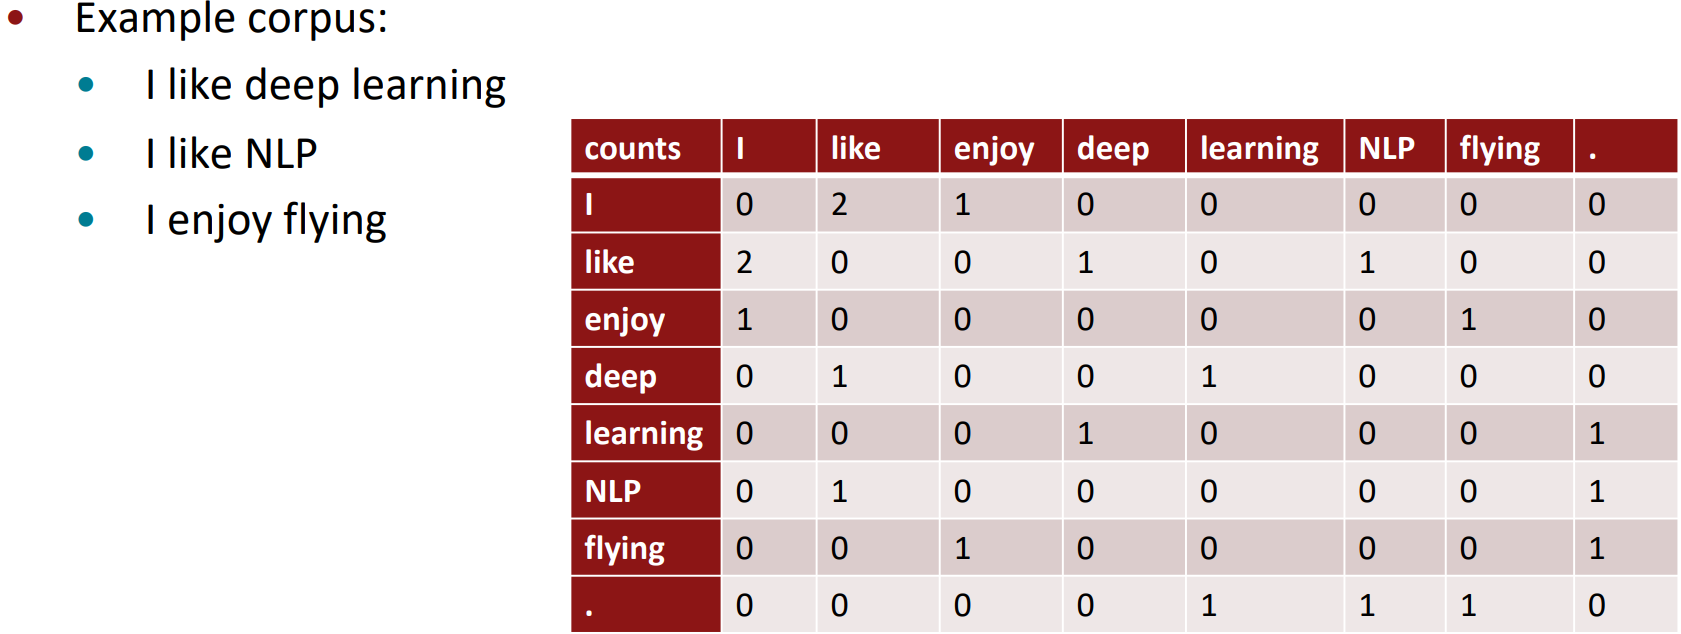 • Example corpus:
• I like deep learning
• I like NLP
• I enjoy flying
counts I like enjoy deep learning NLP flying .
I 0 2 1 0 0 0 0 0
like 2 0 0 1 0 1 0 0
enjoy 1 0 0 0 0 0 1 0
deep 0 1 0 0 1 0 0 0
learning 0 0 0 1 0 0 0 1
NLP 0 1 0 0 0 0 0 1
flying 0 0 1 0 0 0 0 1
. 0 0 0 0 1 1 1 0